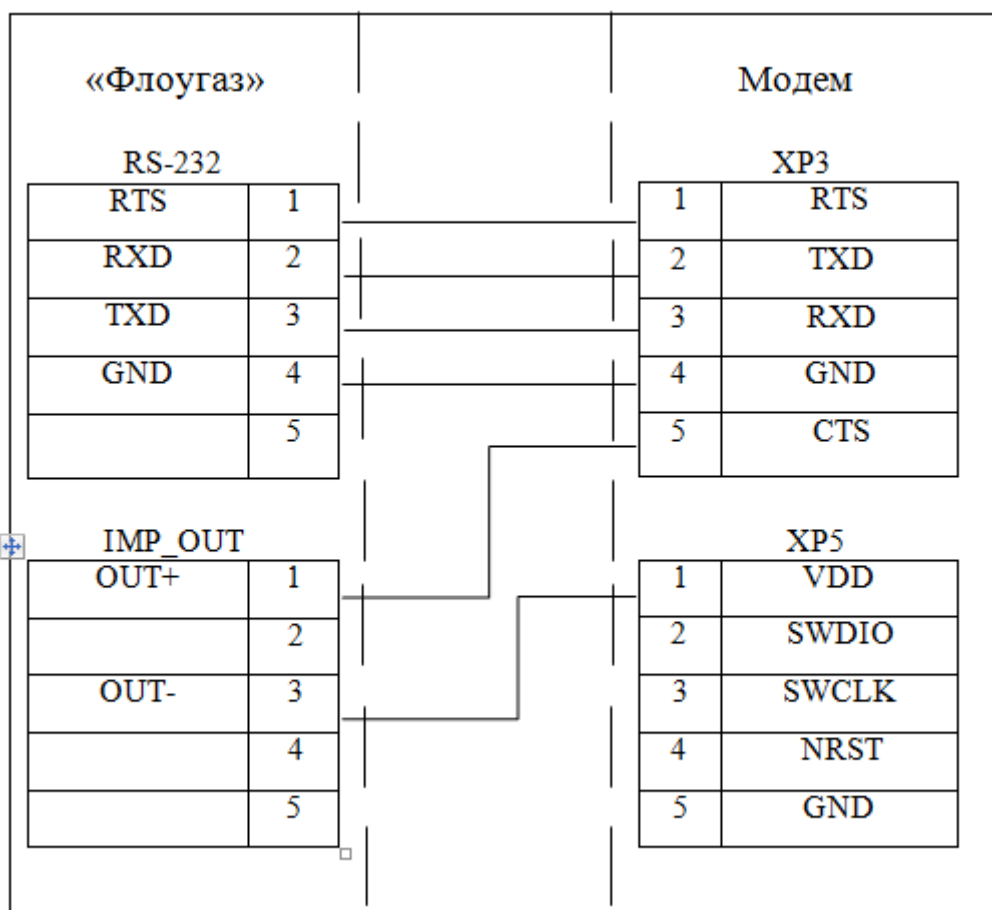 «Флоугаз»
Модем
RS-232
RTS 1
RXD 2
TXD 3
GND 4
5
XP3
1 RTS
2 TXD
3 RXD
4 GND
5 CTS
IMP_OUT
OUT+ 1
2
OUT- 3
4
5
XP5
1 VDD
2 SWDIO
3 SWCLK
4 NRST
5 GND